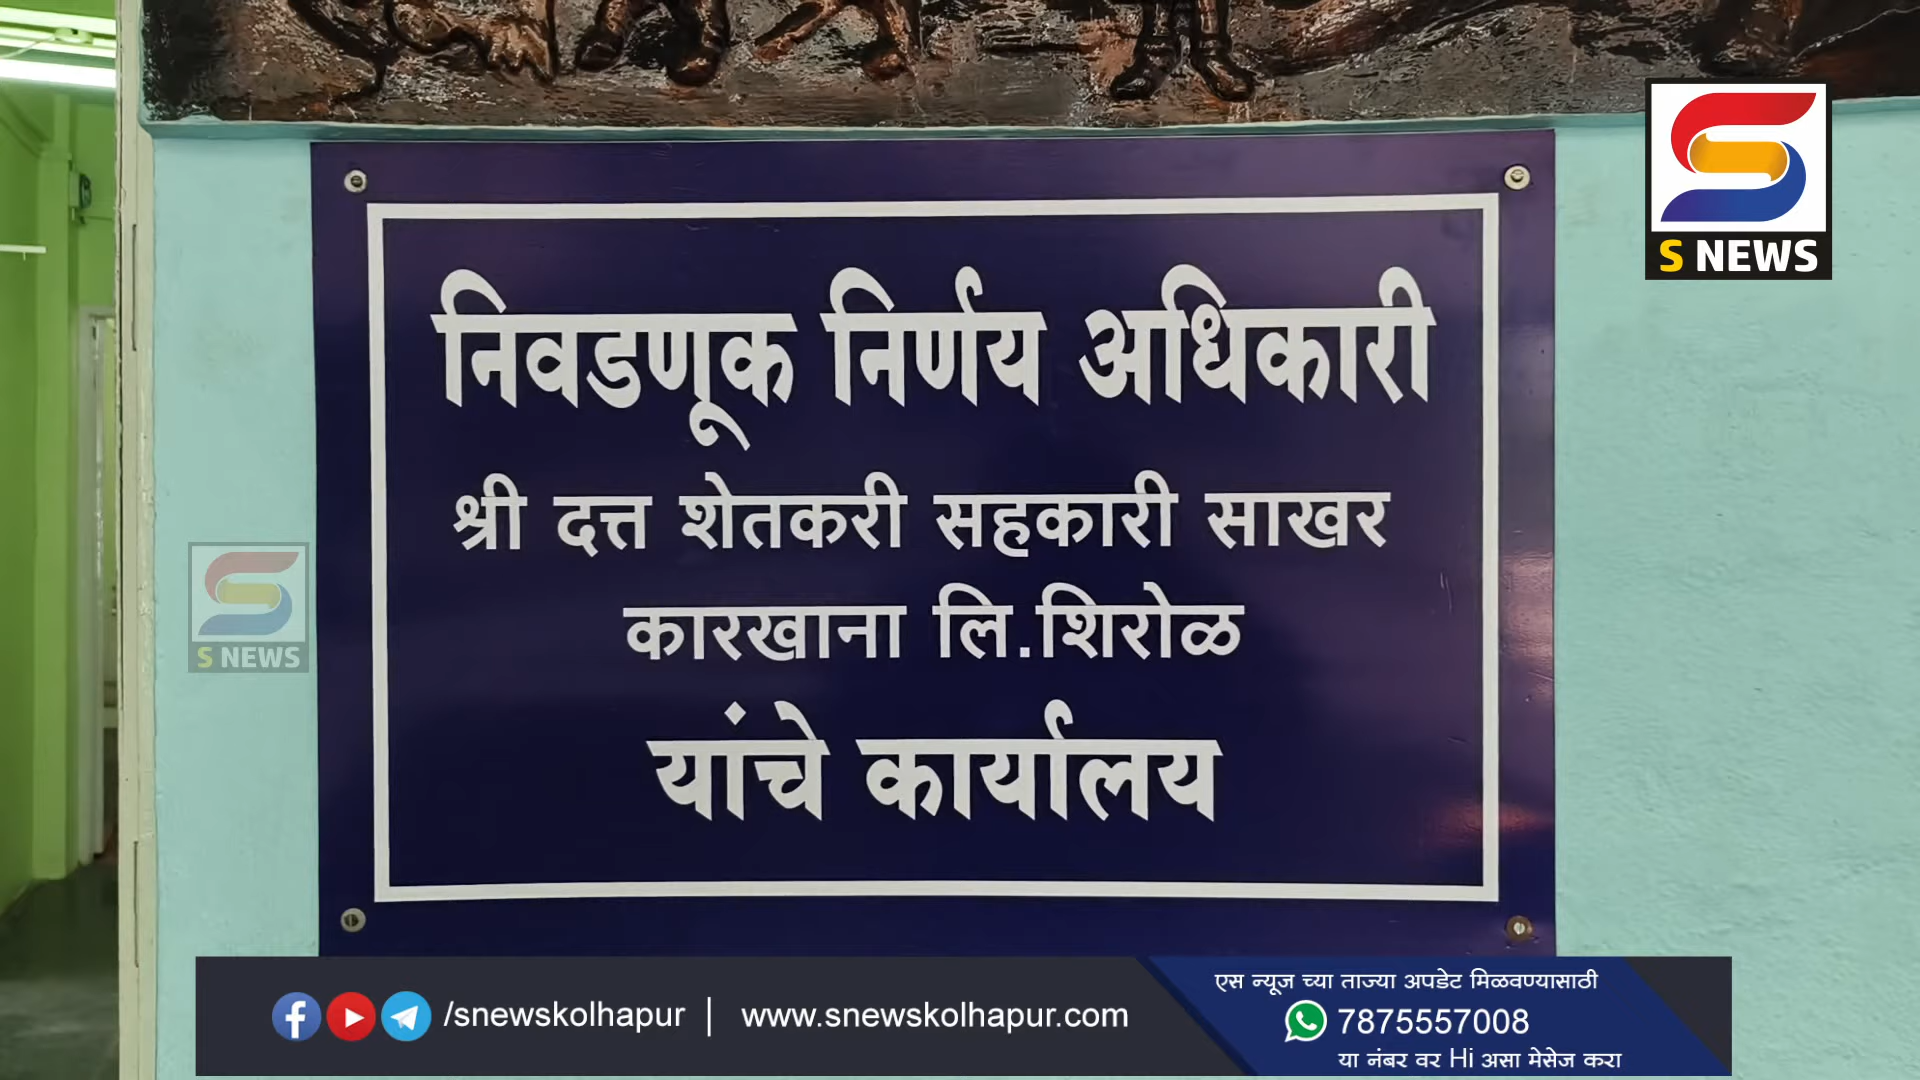 S NEWS
निवडणूक निर्णय अधिकारी
श्री दत्त शेतकरी सहकारी साखर
कारखाना लि.शिरोळ
यांचे कार्यालय
S NEWS
/snewskolhapur | www.snewskolhapur.com
एस न्यूज च्या ताज्या अपडेट मिळवण्यासाठी
7875557008
या नंबर वर Hi असा मेसेज करा